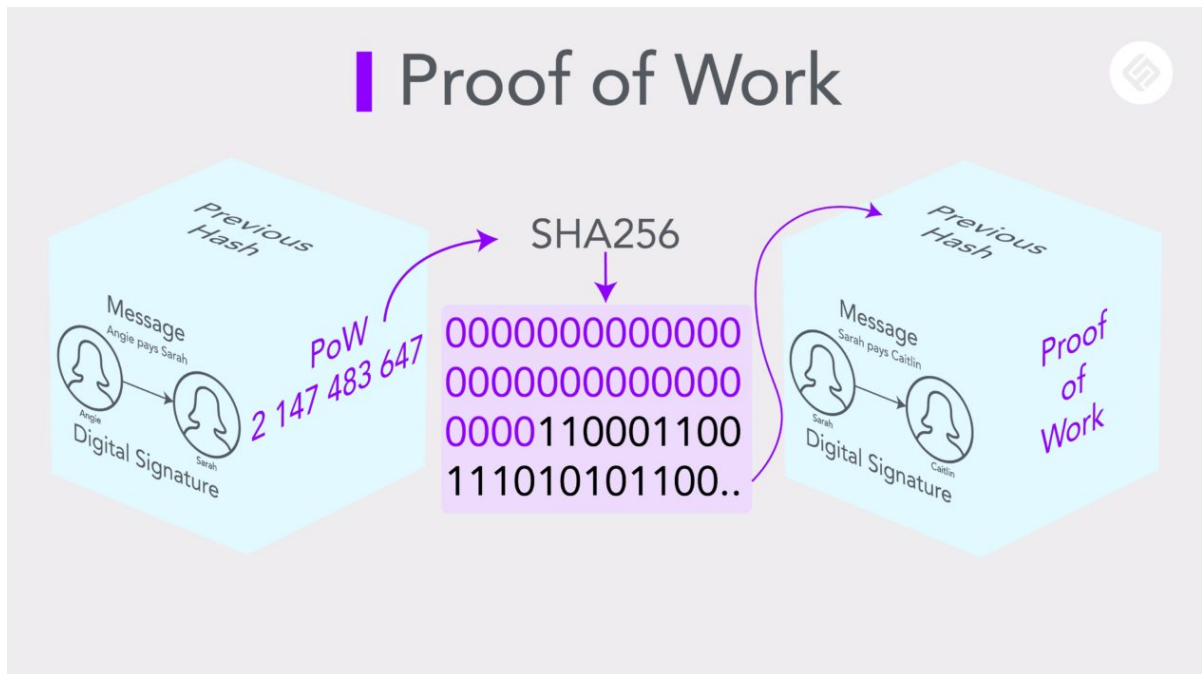 Proof of Work
Previous
Hash
Message
Angie pays Sarah
Angie
Sarah
Digital Signature
PoW
2 147 483 647
SHA256
0000000000000
0000000000000
0000110001100
111010101100..
Previous
Hash
Message
Sarah pays Caitlin
Sarah
Caitlin
Digital Signature
Proof
of
Work